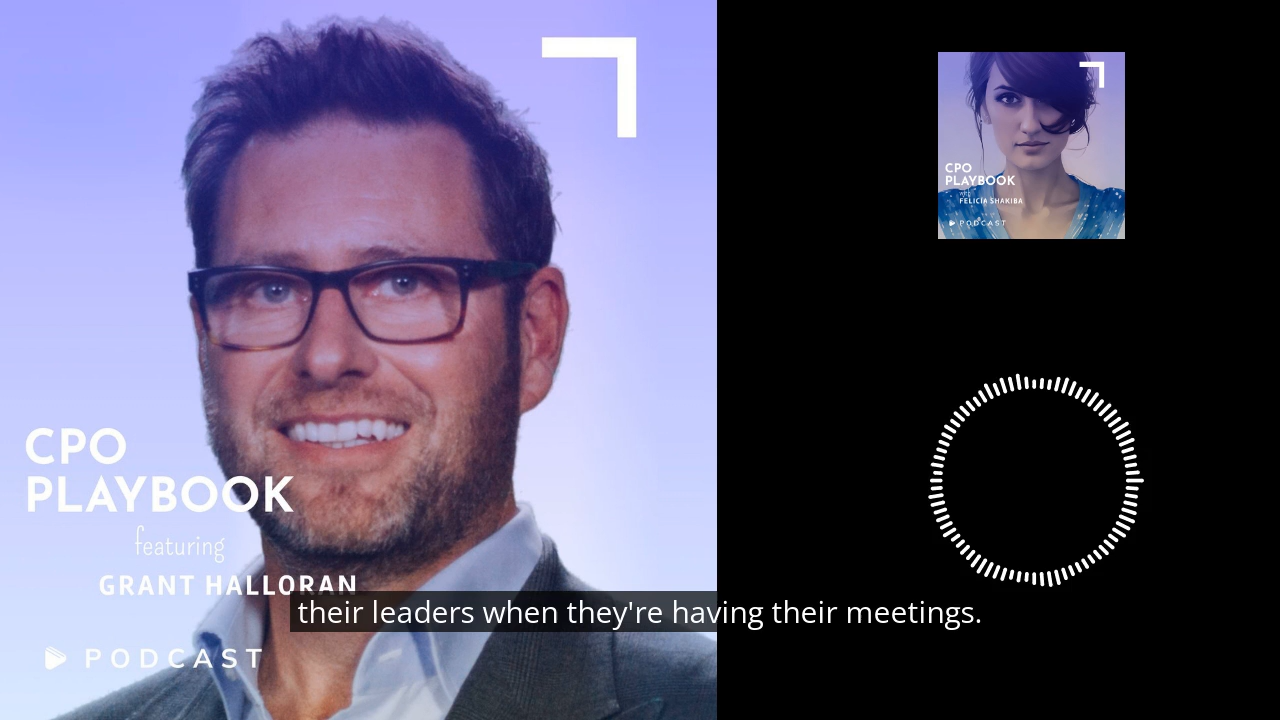 CPO
PLAYBOOK
featuring
GRANT HALLORAN
PODCAST
CPO
PLAYBOOK
with
FELICIA SHAKIBA
PODCAST
their leaders when they're having their meetings.